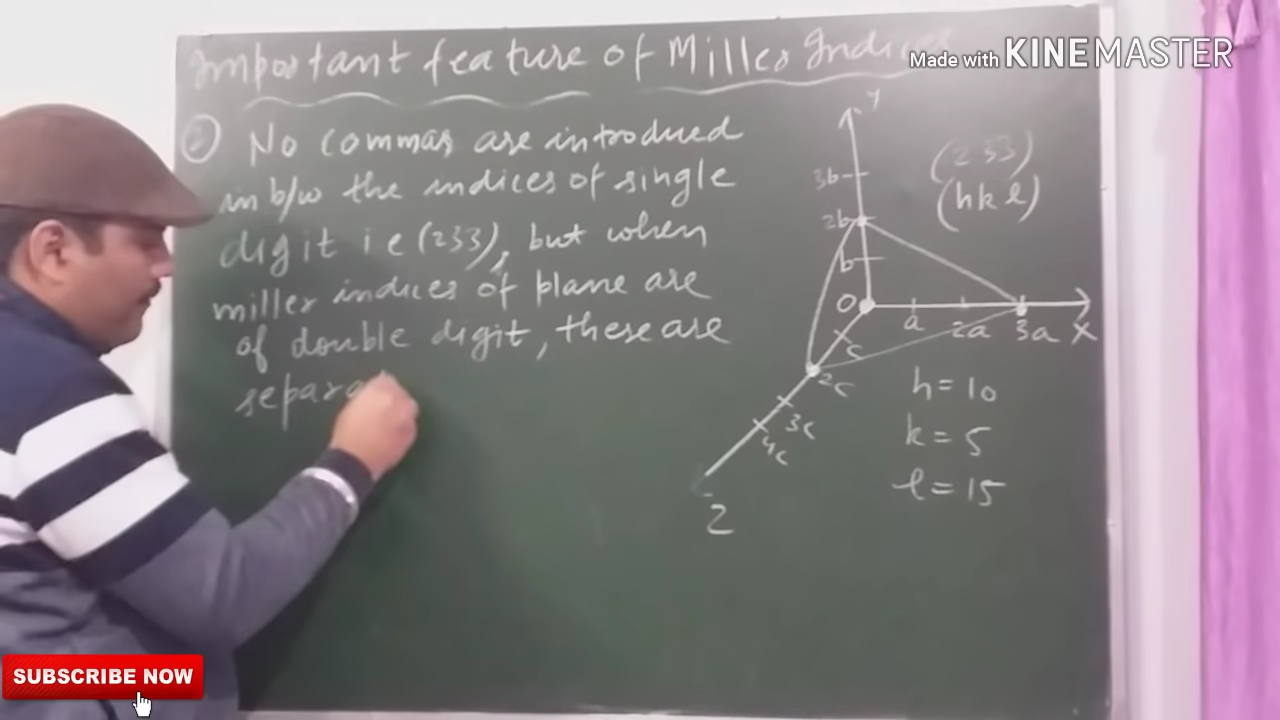 Important feature of Miller Indices
Made with KINEMASTER
② No commas are introdued
in b/w the indices of single
digit i e (233), but when
miller indices of plane are
of double digit, these are
separa
Y
3b
2b
b
O
a
2a
3a
X
c
2c
3c
4c
Z
(233)
(hkl)
h=10
k=5
l=15
SUBSCRIBE NOW